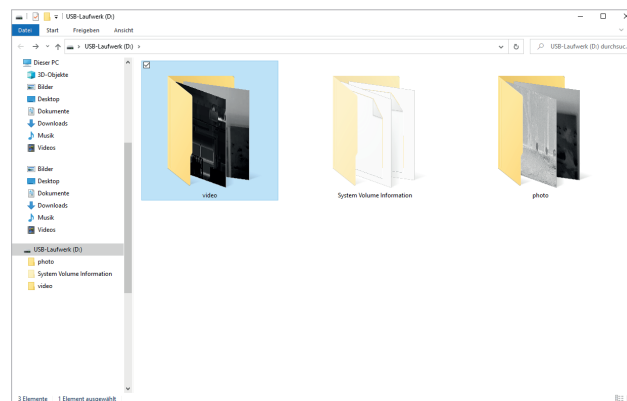 USB-Laufwerk (D:)
Datei Start Freigeben Ansicht
USB-Laufwerk (D:)
USB-Laufwerk (D:) durchsuc...
Dieser PC
3D-Objekte
Bilder
Desktop
Dokumente
Downloads
Musik
Videos
Bilder
Desktop
Dokumente
Downloads
Musik
Videos
USB-Laufwerk (D:)
photo
System Volume Information
video
video
System Volume Information
photo
3 Elemente 1 Element ausgewählt